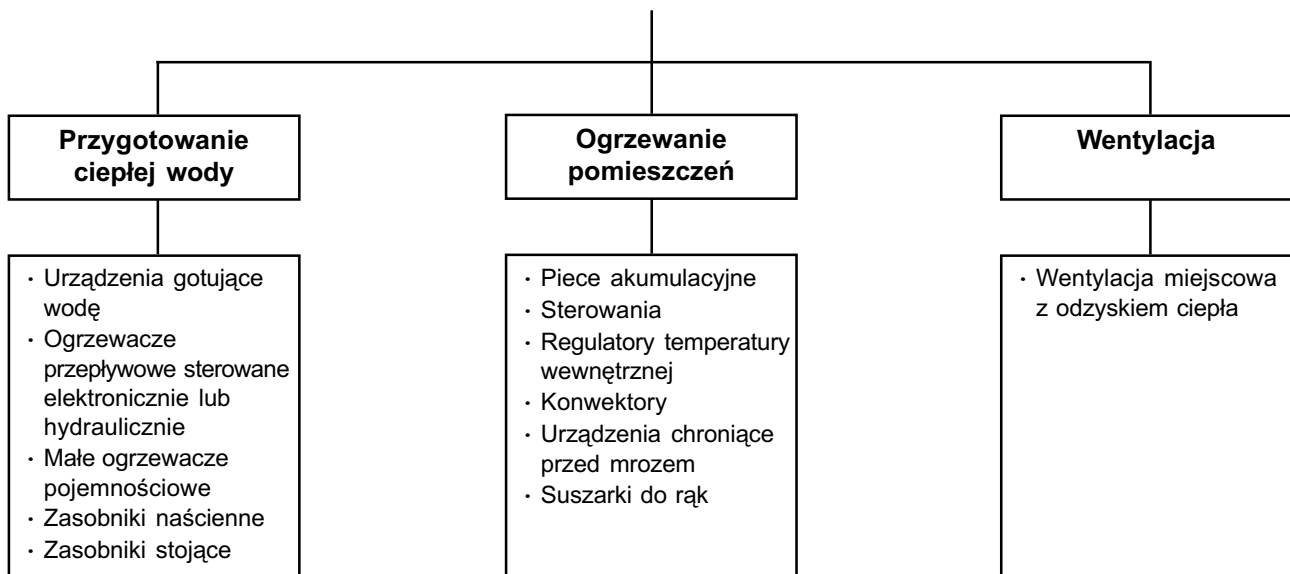 Przygotowanie
ciepłej wody
Ogrzewanie
pomieszczeń
Wentylacja
· Urządzenia gotujące
wodę
· Ogrzewacze
przepływowe sterowane
elektronicznie lub
hydraulicznie
· Małe ogrzewacze
pojemnościowe
· Zasobniki naścienne
· Zasobniki stojące
· Piece akumulacyjne
· Sterowania
· Regulatory temperatury
wewnętrznej
· Konwektory
· Urządzenia chroniące
przed mrozem
· Suszarki do rąk
· Wentylacja miejscowa
z odzyskiem ciepła